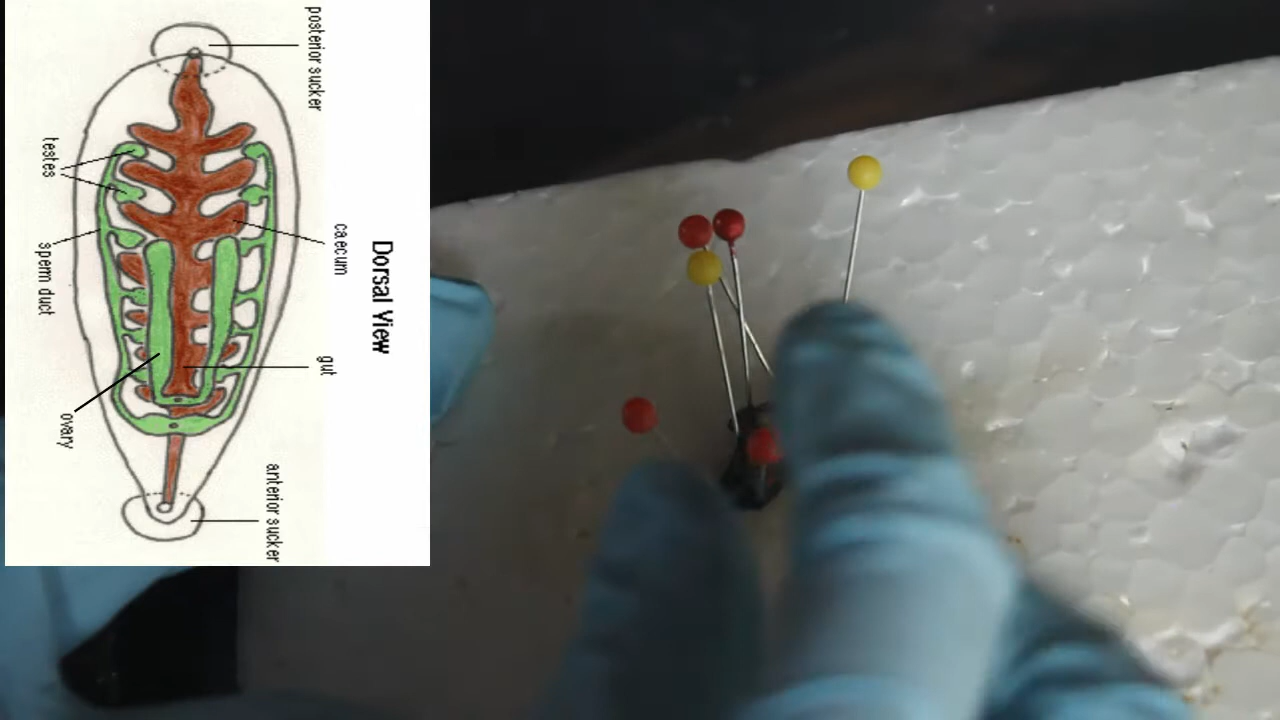 Dorsal View
posterior sucker
testes
caecum
sperm duct
gut
ovary
anterior sucker